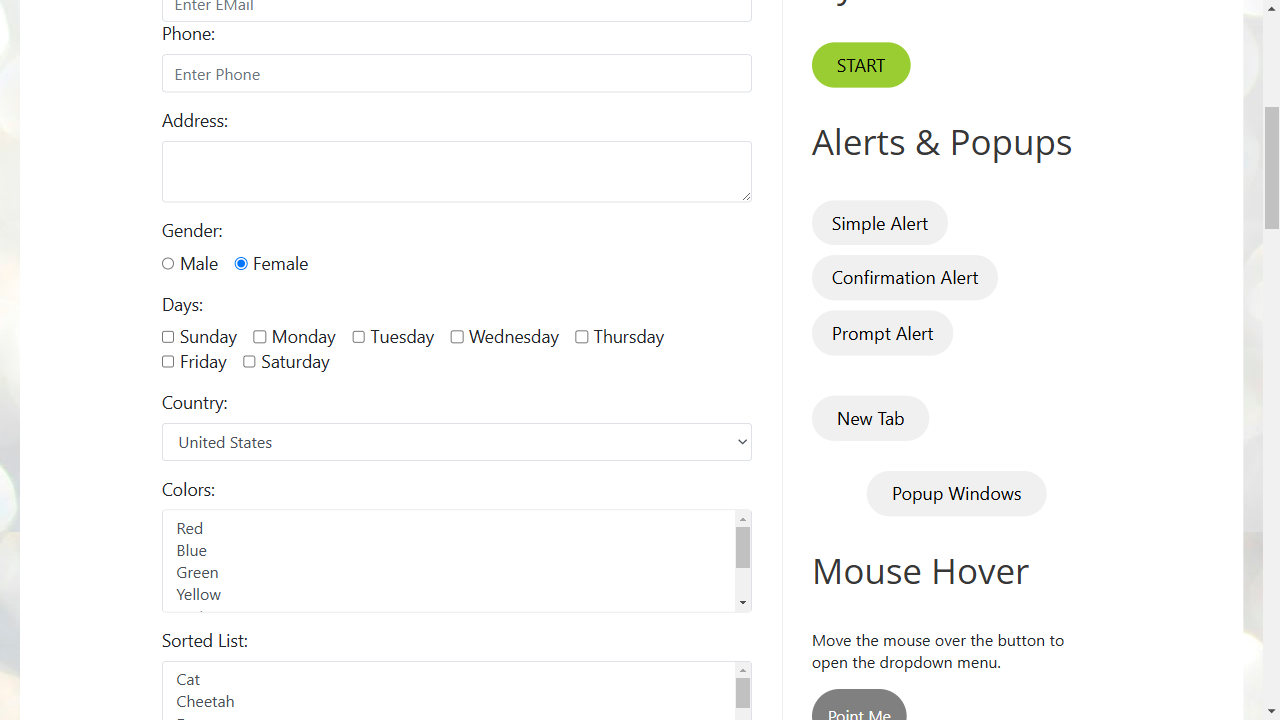 Enter EMail
Phone:
Enter Phone
Address:
Gender:
Male Female
Days:
Sunday Monday Tuesday Wednesday Thursday
Friday Saturday
Country:
United States
Colors:
Red
Blue
Green
Yellow
Sorted List:
Cat
Cheetah
START
Alerts & Popups
Simple Alert
Confirmation Alert
Prompt Alert
New Tab
Popup Windows
Mouse Hover
Move the mouse over the button to
open the dropdown menu.
Point Me